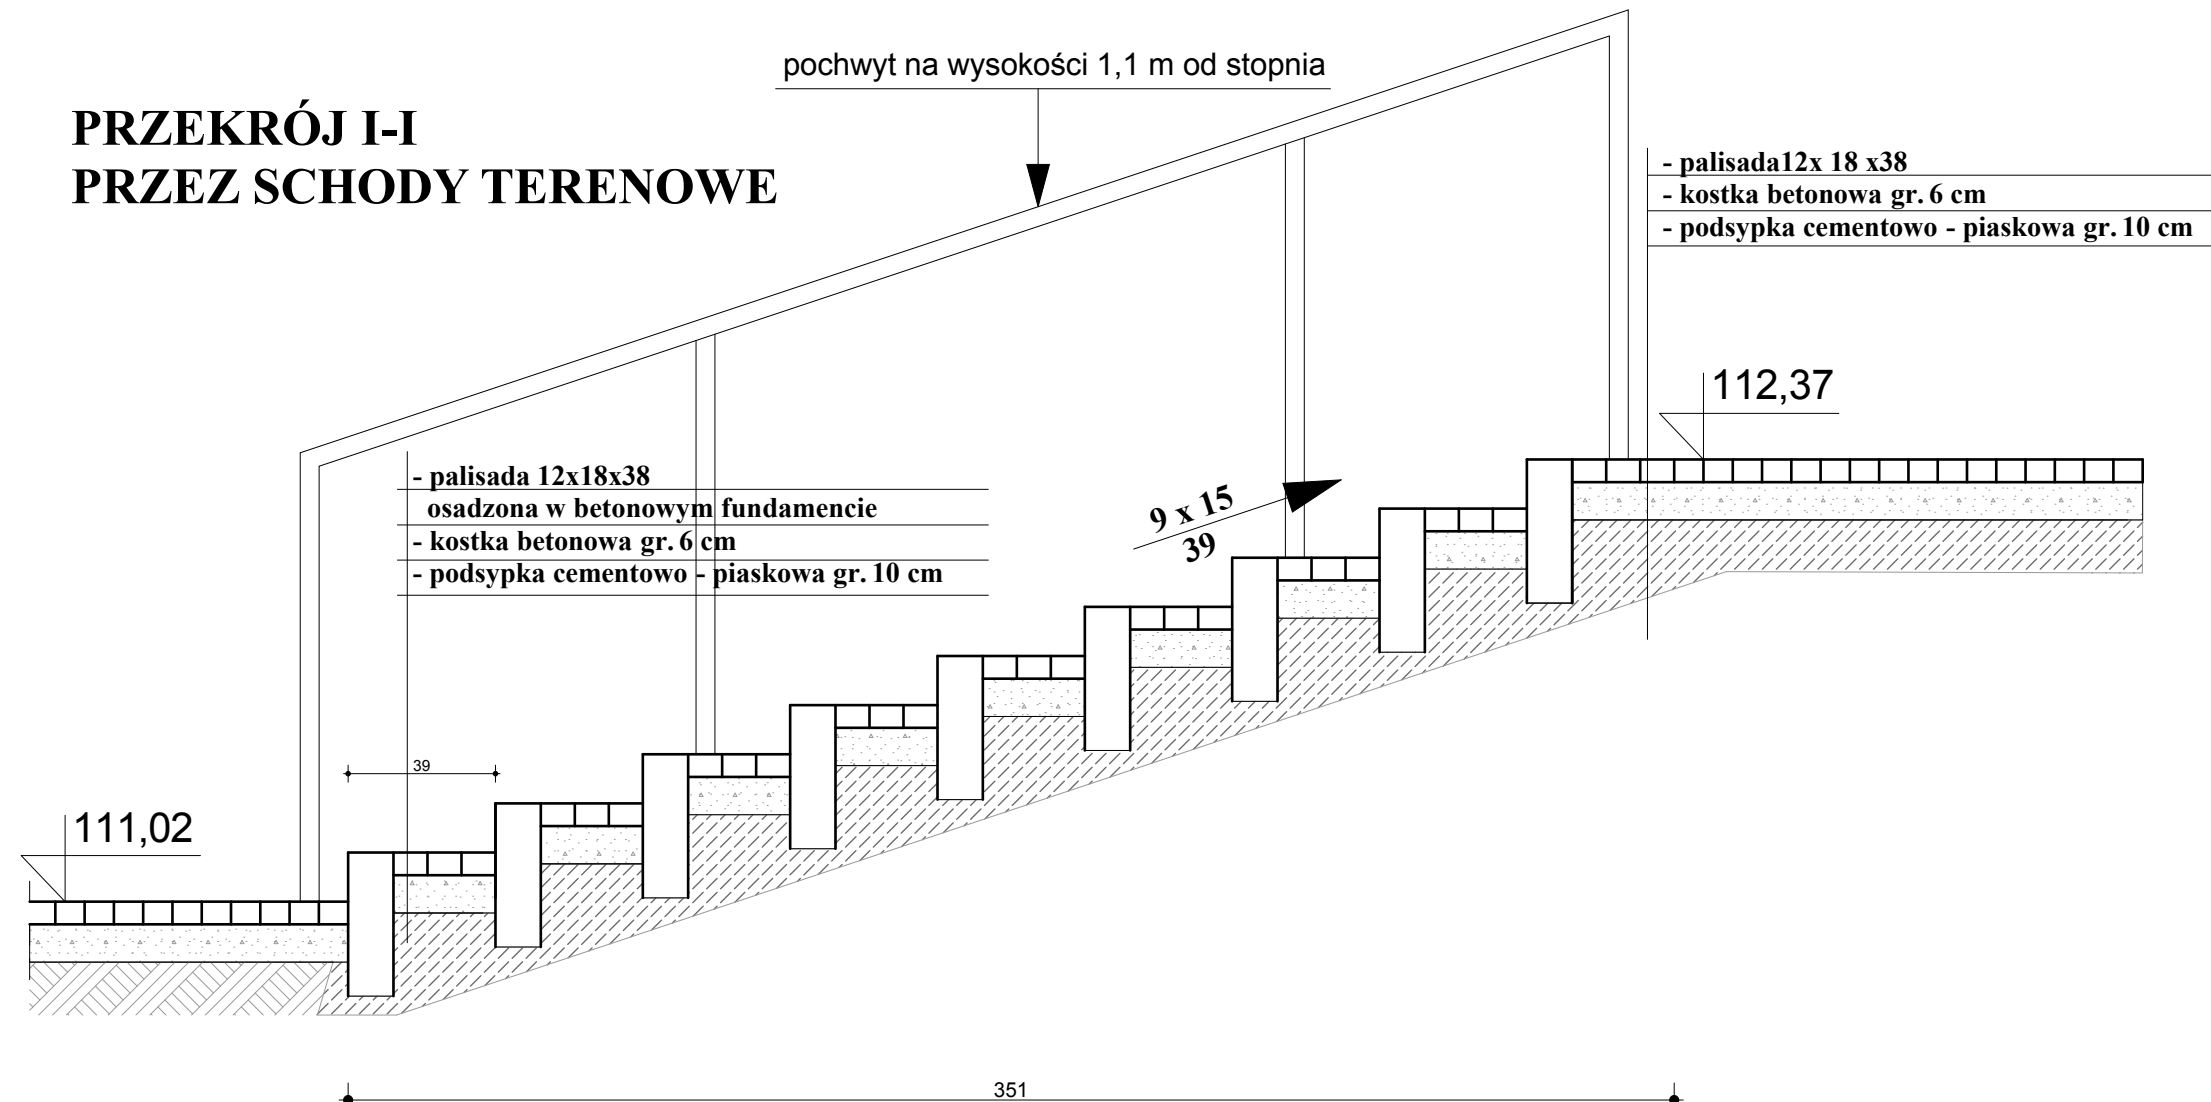 PRZEKRÓJ I-I
PRZEZ SCHODY TERENOWE
pochwyt na wysokości 1,1 m od stopnia
- palisada12x 18 x38
- kostka betonowa gr. 6 cm
- podsypka cementowo - piaskowa gr. 10 cm
112,37
- palisada 12x18x38
osadzona w betonowym fundamencie
- kostka betonowa gr. 6 cm
- podsypka cementowo - piaskowa gr. 10 cm
9 x 15
39
39
111,02
351